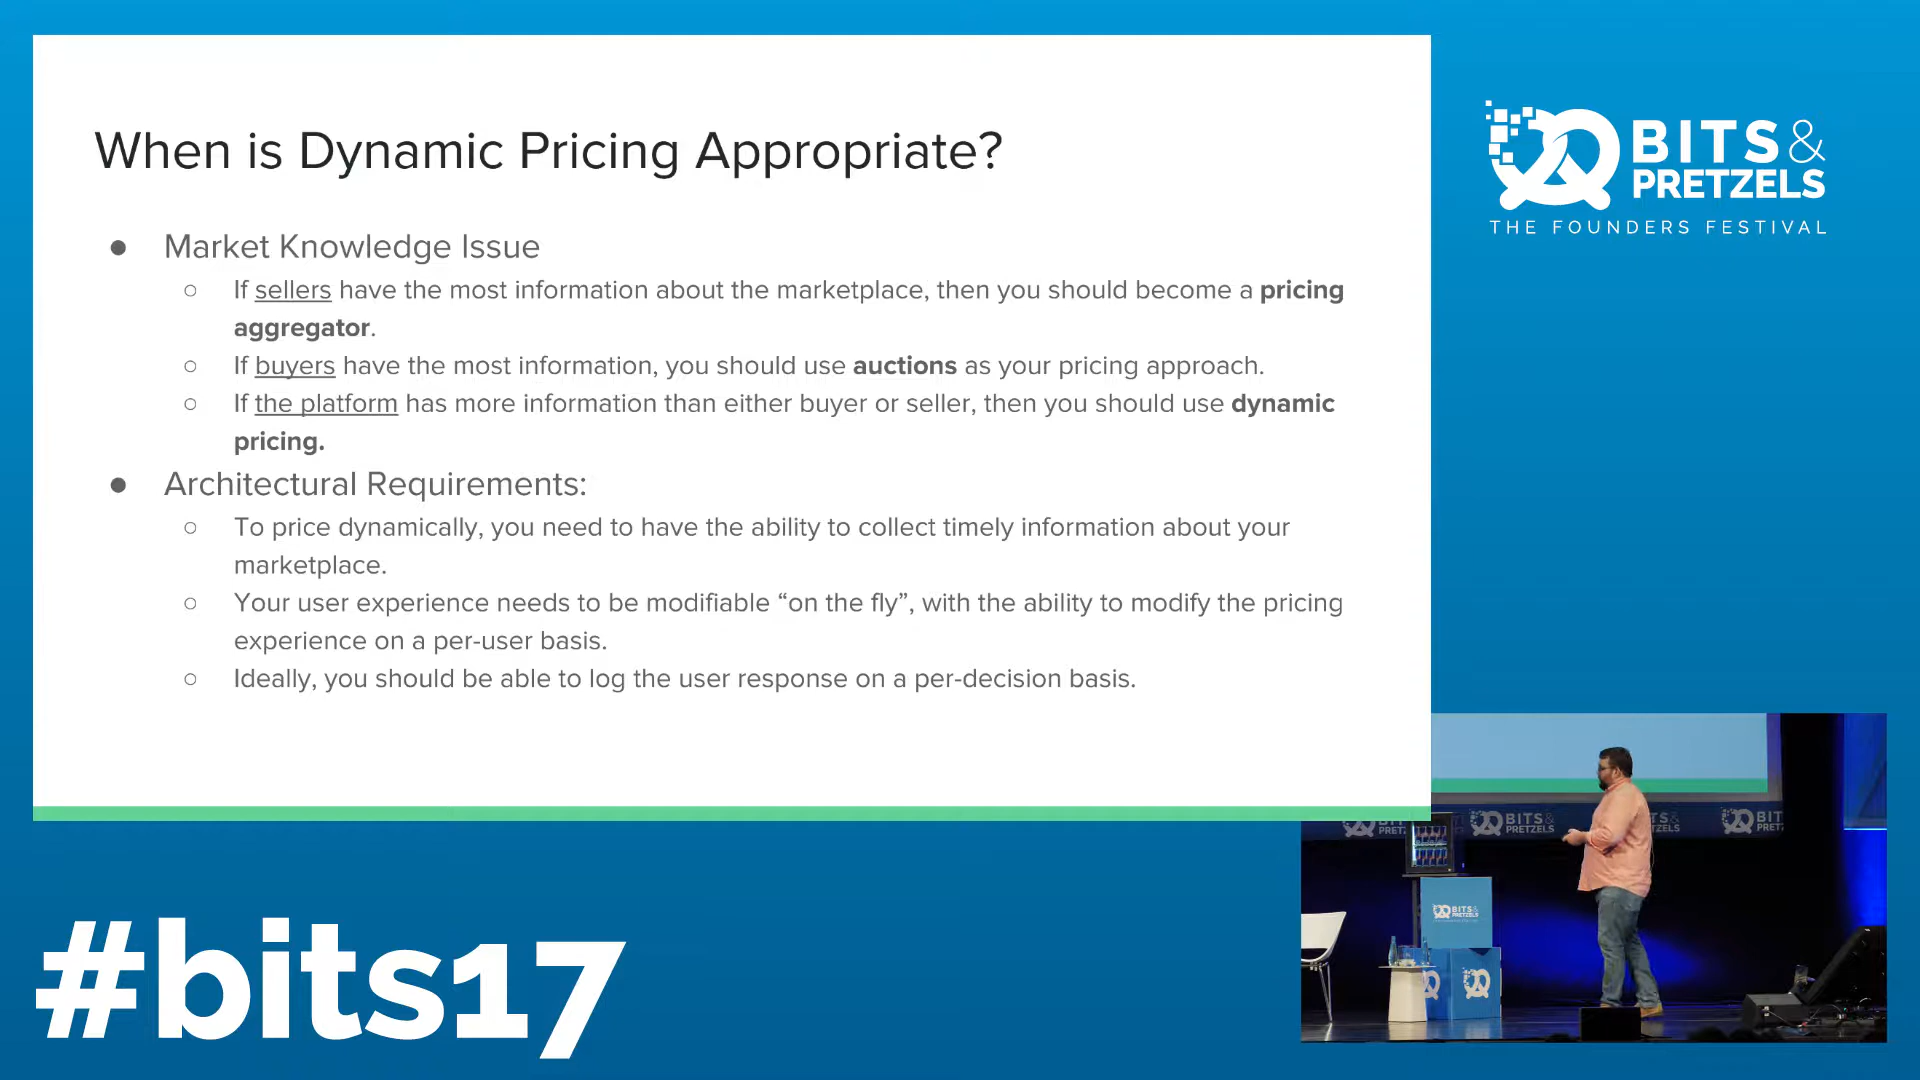 When is Dynamic Pricing Appropriate?
● Market Knowledge Issue
○ If sellers have the most information about the marketplace, then you should become a pricing
aggregator.
○ If buyers have the most information, you should use auctions as your pricing approach.
○ If the platform has more information than either buyer or seller, then you should use dynamic
pricing.
● Architectural Requirements:
○ To price dynamically, you need to have the ability to collect timely information about your
marketplace.
○ Your user experience needs to be modifiable “on the fly”, with the ability to modify the pricing
experience on a per-user basis.
○ Ideally, you should be able to log the user response on a per-decision basis.
BITS&
PRETZELS
THE FOUNDERS FESTIVAL
BITS&
PRETZELS
BITS&
PRETZELS
#bits17